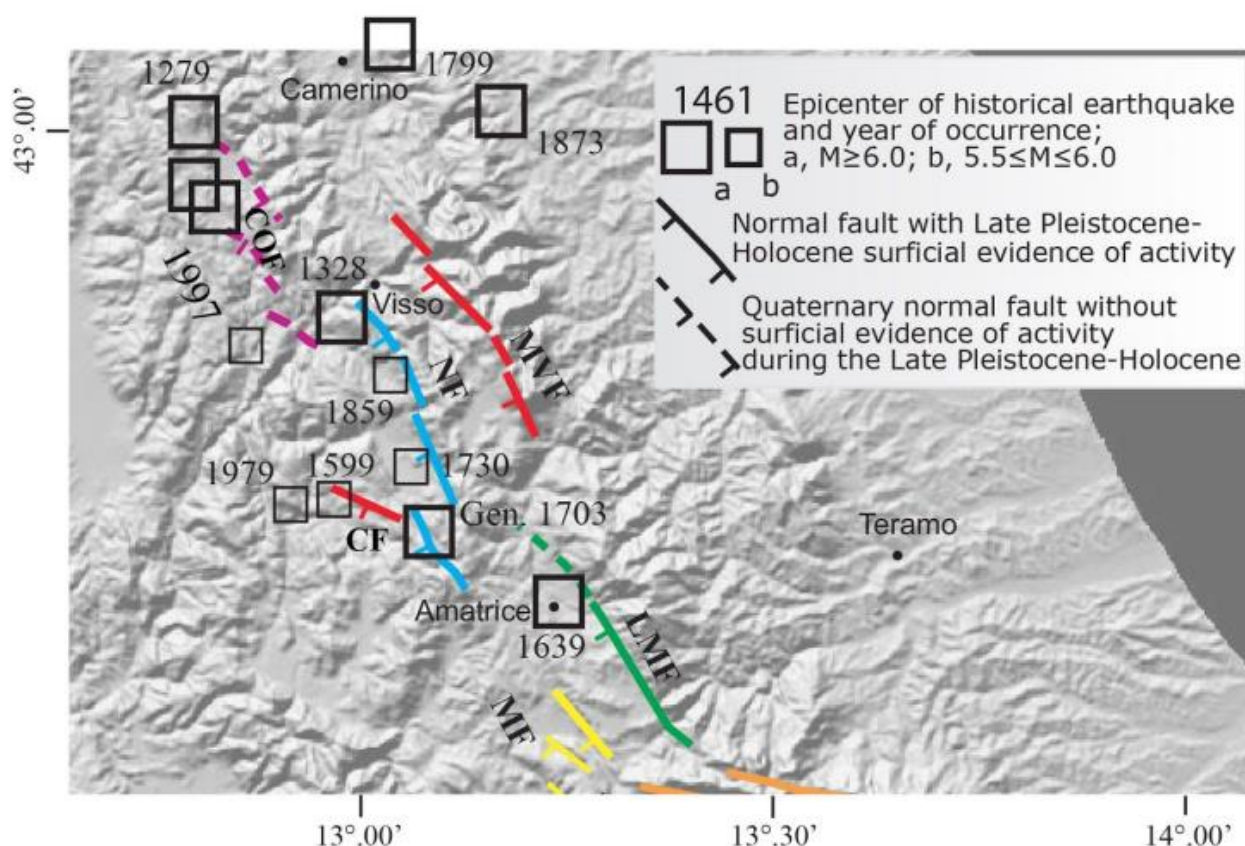 1279
Camerino
1799
1873
43°.00'
1461
Epicenter of historical earthquake
and year of occurrence;
a, M≥6.0; b, 5.5≤M≤6.0
a b
Normal fault with Late Pleistocene-
Holocene surficial evidence of activity
Quaternary normal fault without
surficial evidence of activity
during the Late Pleistocene-Holocene
CQF
1997
1328
Visso
NF
MVF
1859
1979
1599
1730
Gen. 1703
CF
Teramo
Amatrice
1639
LMF
MF
13°.00'
13°.30'
14°.00'